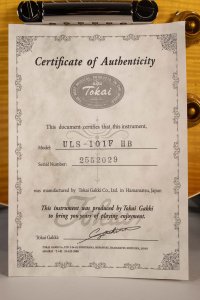 Certificate of Authenticity
Tokai
This document certifies that this instrument,
Model: ULS-101F HB
Serial Number: 2552029
was manufactured by Tokai Gakki Co., Ltd. in Hamamatsu, Japan
This Instrument was produced by Tokai Gakki
to bring you years of playing enjoyment.
Tokai Gakki: